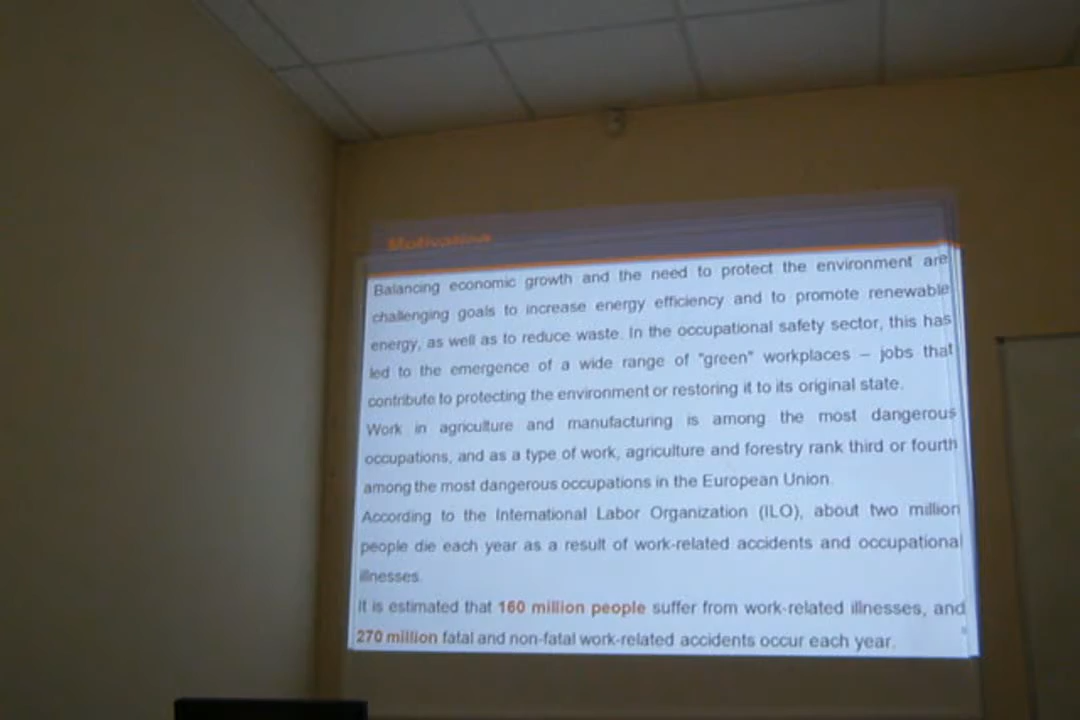 Motivation
Balancing economic growth and the need to protect the environment are
challenging goals to increase energy efficiency and to promote renewable
energy, as well as to reduce waste. In the occupational safety sector, this has
led to the emergence of a wide range of "green" workplaces – jobs that
contribute to protecting the environment or restoring it to its original state.
Work in agriculture and manufacturing is among the most dangerous
occupations, and as a type of work, agriculture and forestry rank third or fourth
among the most dangerous occupations in the European Union.
According to the International Labor Organization (ILO), about two million
people die each year as a result of work-related accidents and occupational
illnesses.
It is estimated that 160 million people suffer from work-related illnesses, and
270 million fatal and non-fatal work-related accidents occur each year.